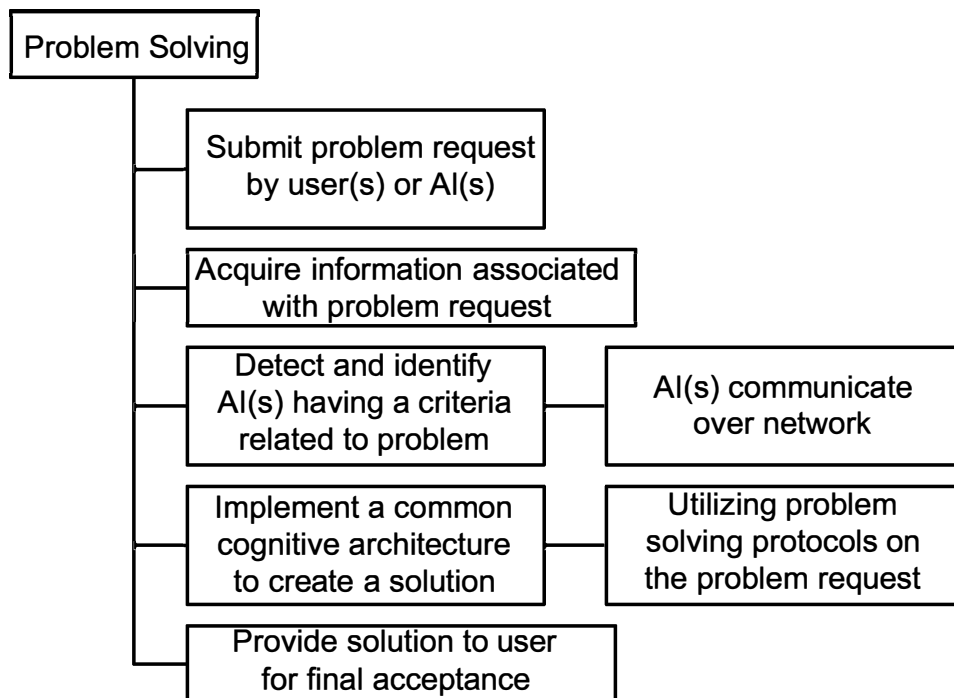 Problem Solving
Submit problem request
by user(s) or AI(s)
Acquire information associated
with problem request
Detect and identify
AI(s) having a criteria
related to problem
AI(s) communicate
over network
Implement a common
cognitive architecture
to create a solution
Utilizing problem
solving protocols on
the problem request
Provide solution to user
for final acceptance